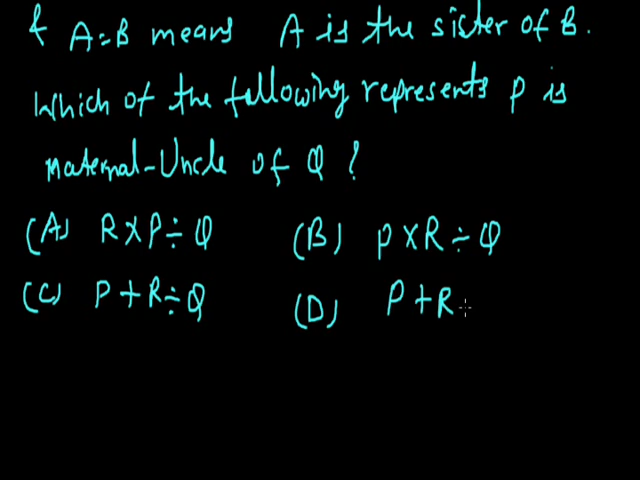 & A=B means A is the sister of B.
Which of the following represents P is
Maternal-Uncle of Q ?
(A) R×P÷Q (B) P×R÷Q
(C) P+R÷Q (D) P+R